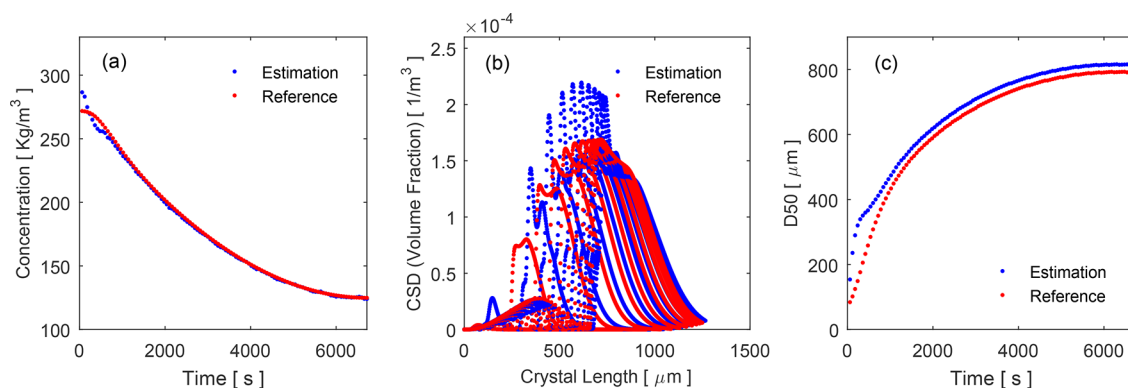 (a)
Estimation
Reference
Concentration [ Kg/m³ ]
300
250
200
150
100
0
2000
4000
6000
Time [ s ]
×10⁻⁴
(b)
Estimation
Reference
CSD (Volume Fraction) [ 1/m³ ]
2.5
2
1.5
1
0.5
0
0
500
1000
1500
Crystal Length [ μm ]
(c)
D50 [ μm ]
800
600
400
200
0
Estimation
Reference
0
2000
4000
6000
Time [ s ]